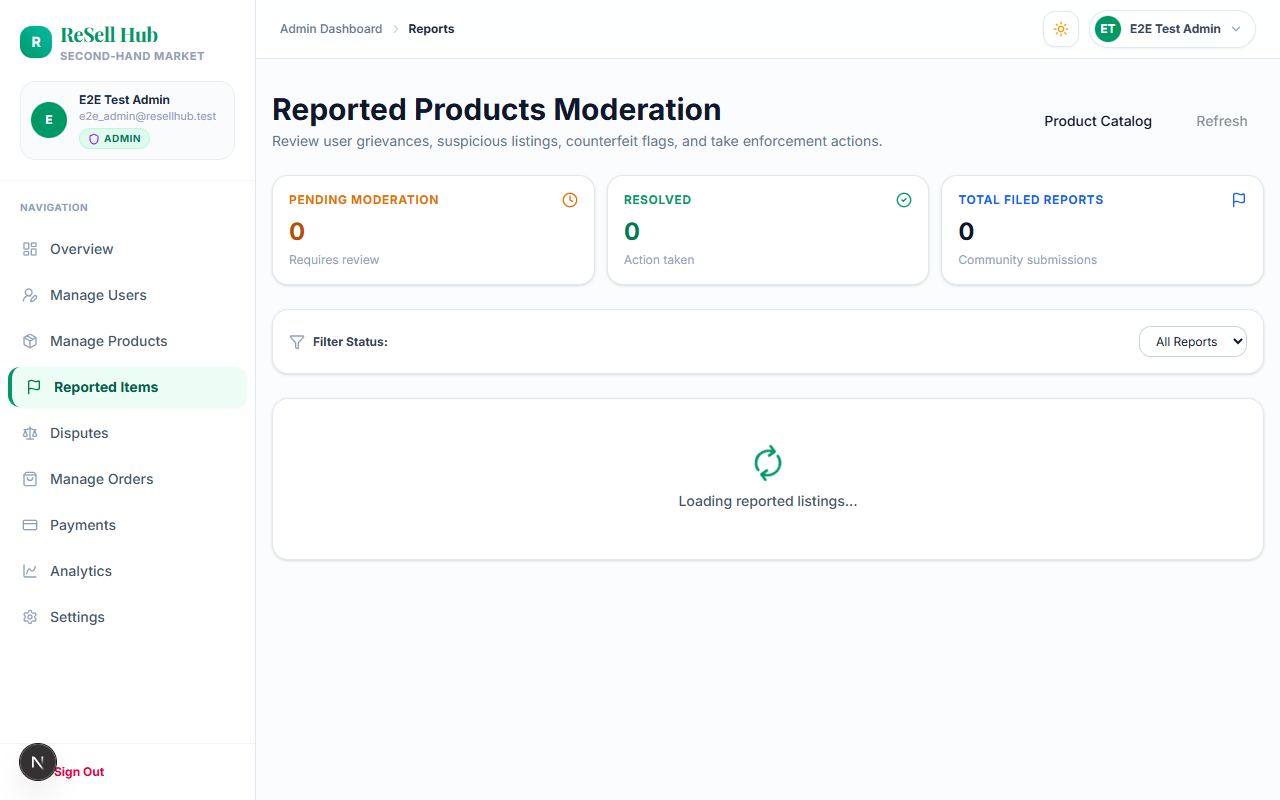 R
ReSell Hub
SECOND-HAND MARKET
E
E2E Test Admin
e2e_admin@resellhub.test
ADMIN
NAVIGATION
Overview
Manage Users
Manage Products
Reported Items
Disputes
Manage Orders
Payments
Analytics
Settings
N
Sign Out
Admin Dashboard
Reports
ET
E2E Test Admin
Reported Products Moderation
Review user grievances, suspicious listings, counterfeit flags, and take enforcement actions.
Product Catalog
Refresh
PENDING MODERATION
0
Requires review
RESOLVED
0
Action taken
TOTAL FILED REPORTS
0
Community submissions
Filter Status:
All Reports
Loading reported listings...